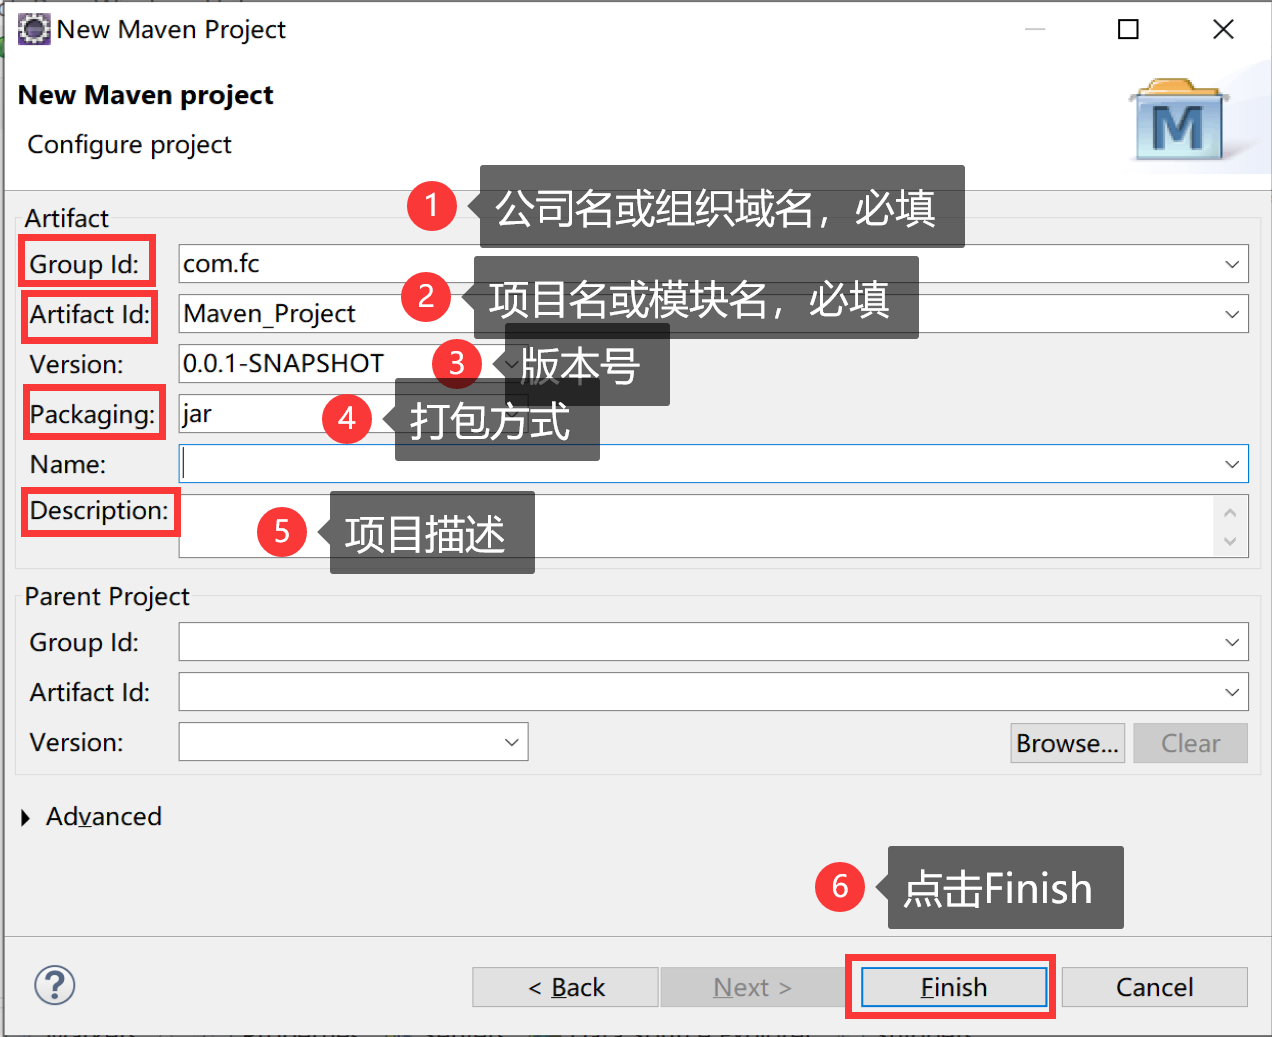 New Maven Project
New Maven project
Configure project
M
1 公司名或组织域名，必填
Artifact
Group Id: com.fc
2 项目名或模块名，必填
Artifact Id: Maven_Project
Version: 0.0.1-SNAPSHOT 3 版本号
Packaging: jar 4 打包方式
Name:
Description:
5 项目描述
Parent Project
Group Id:
Artifact Id:
Version:
Browse... Clear
Advanced
6 点击Finish
? < Back Next > Finish Cancel